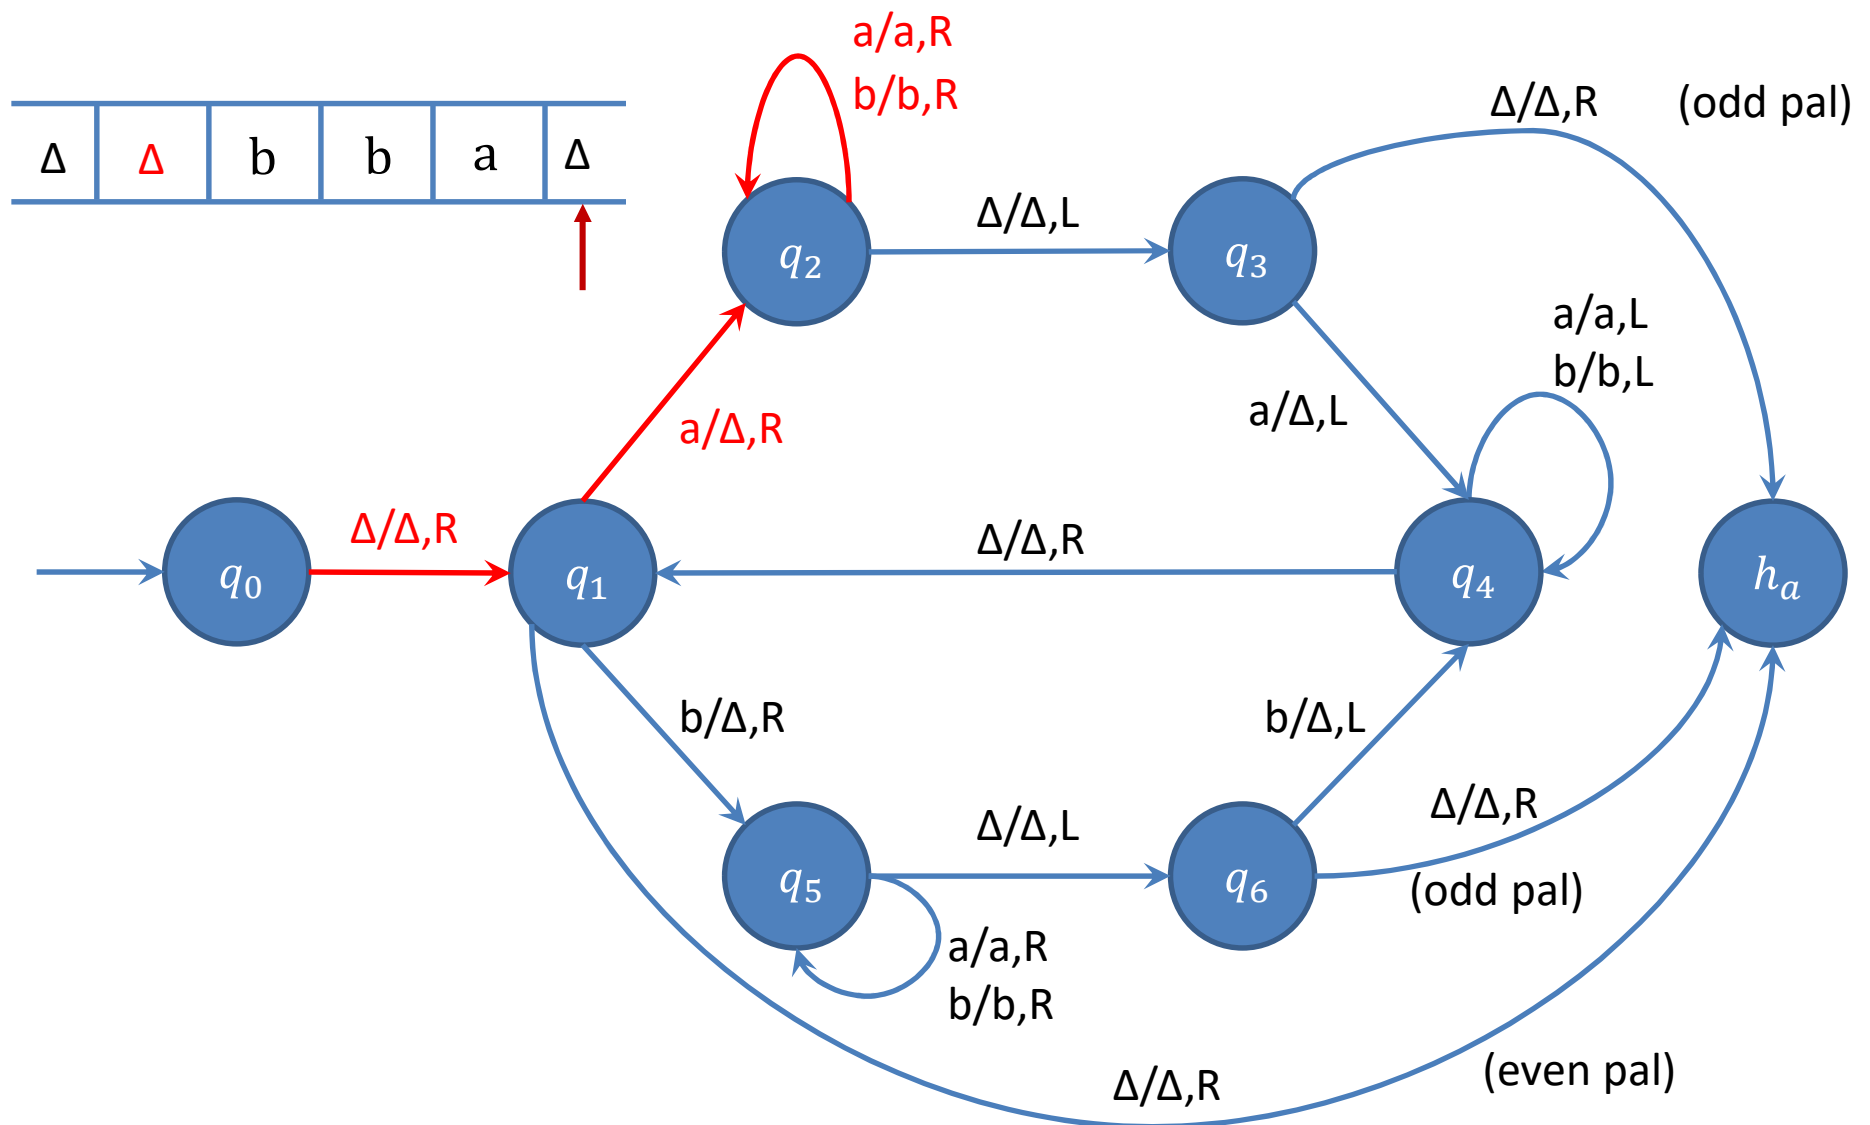 a/a,R
b/b,R
Δ/Δ,R (odd pal)
Δ Δ b b a Δ
Δ/Δ,L
q₂ q₃
a/a,L
b/b,L
a/Δ,R a/Δ,L
Δ/Δ,R Δ/Δ,R
q₀ q₁ q₄ hₐ
b/Δ,R b/Δ,L
Δ/Δ,L Δ/Δ,R
q₅ q₆ (odd pal)
a/a,R
b/b,R
Δ/Δ,R (even pal)